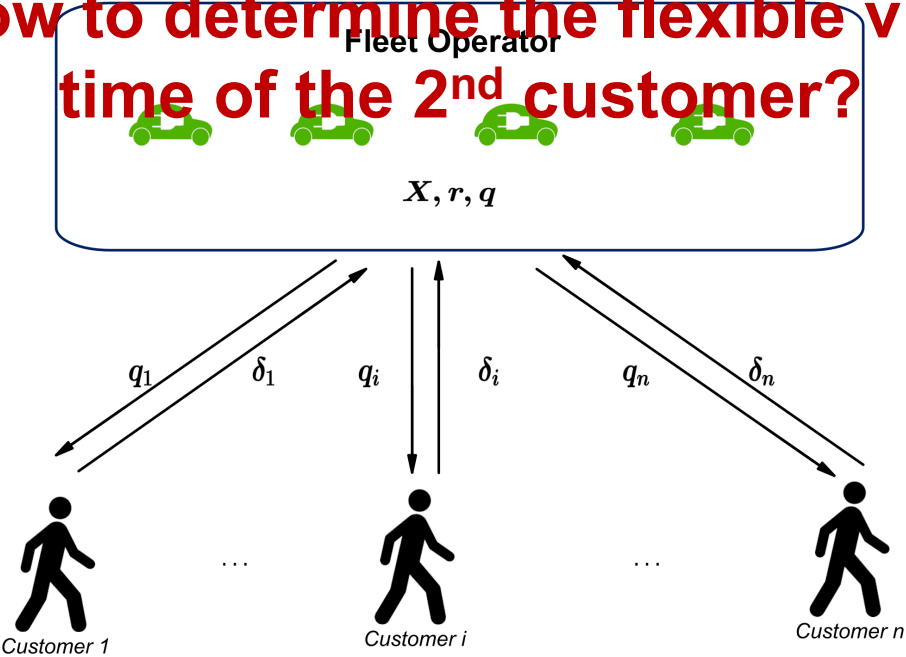 ow to determine the flexible v
time of the 2nd customer?
Fleet Operator
X, r, q
q1 δ1 qi δi qn δn
... ...
Customer 1 Customer i Customer n